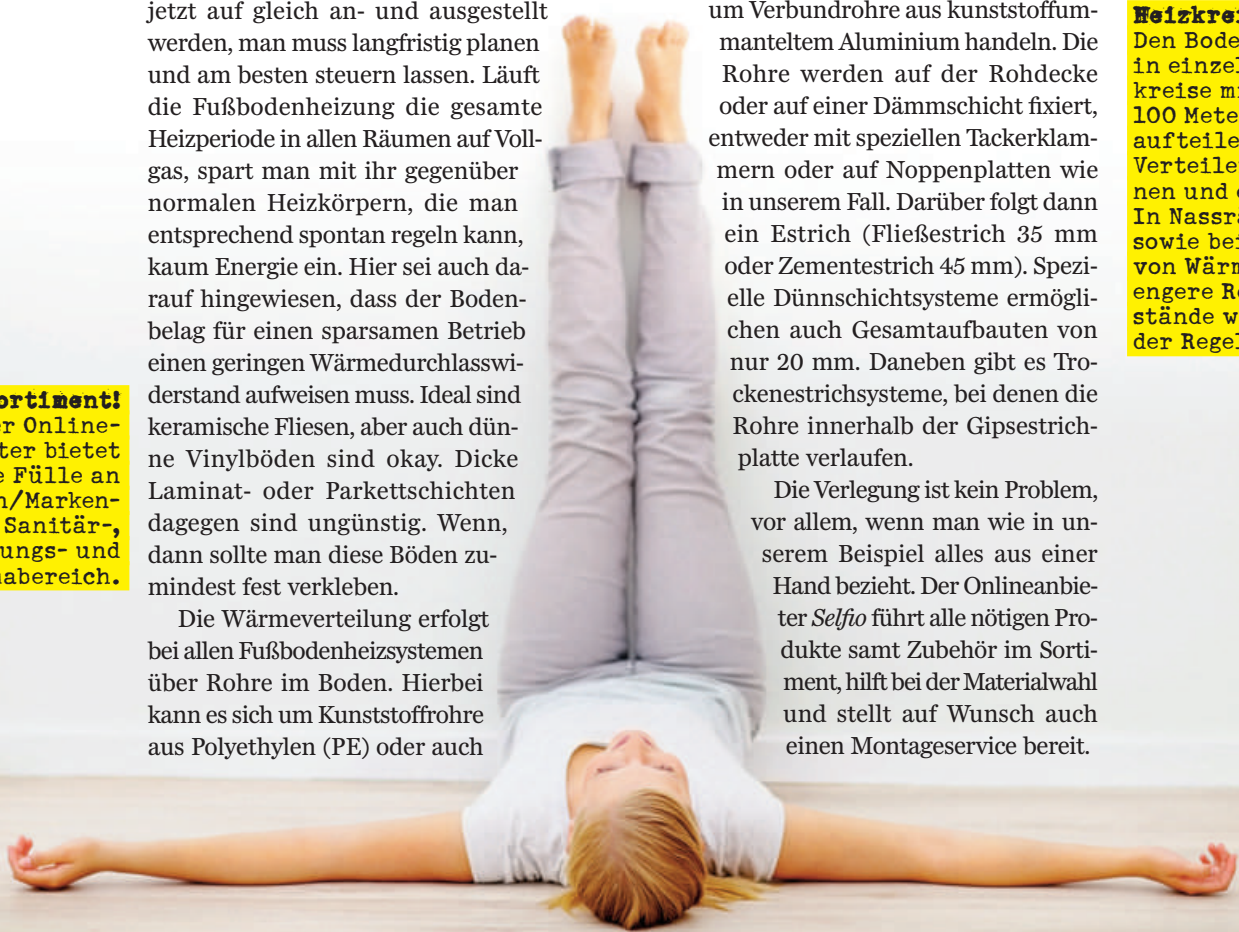 jetzt auf gleich an- und ausgestellt
werden, man muss langfristig planen
und am besten steuern lassen. Läuft
die Fußbodenheizung die gesamte
Heizperiode in allen Räumen auf Voll-
gas, spart man mit ihr gegenüber
normalen Heizkörpern, die man
entsprechend spontan regeln kann,
kaum Energie ein. Hier sei auch da-
rauf hingewiesen, dass der Boden-
belag für einen sparsamen Betrieb
einen geringen Wärmedurchlasswi-
derstand aufweisen muss. Ideal sind
keramische Fliesen, aber auch dün-
ne Vinylböden sind okay. Dicke
Laminat- oder Parkettschichten
dagegen sind ungünstig. Wenn,
dann sollte man diese Böden zu-
mindest fest verkleben.
Die Wärmeverteilung erfolgt
bei allen Fußbodenheizsystemen
über Rohre im Boden. Hierbei
kann es sich um Kunststoffrohre
aus Polyethylen (PE) oder auch
um Verbundrohre aus kunststoffum-
manteltem Aluminium handeln. Die
Rohre werden auf der Rohdecke
oder auf einer Dämmschicht fixiert,
entweder mit speziellen Tackerklam-
mern oder auf Noppenplatten wie
in unserem Fall. Darüber folgt dann
ein Estrich (Fließestrich 35 mm
oder Zementestrich 45 mm). Spezi-
elle Dünnschichtsysteme ermögli-
chen auch Gesamtaufbauten von
nur 20 mm. Daneben gibt es Tro-
ckenestrichsysteme, bei denen die
Rohre innerhalb der Gipsestrich-
platte verlaufen.
Die Verlegung ist kein Problem,
vor allem, wenn man wie in un-
serem Beispiel alles aus einer
Hand bezieht. Der Onlineanbie-
ter Selfio führt alle nötigen Pro-
dukte samt Zubehör im Sorti-
ment, hilft bei der Materialwahl
und stellt auf Wunsch auch
einen Montageservice bereit.
ortiment!
er Online-
ter bietet
e Fülle an
n/Marken-
Sanitär-,
ungs- und
abereich.
Heizkrei
Den Bode
in einzel
kreise mi
100 Mete
aufteile
Verteile
nen und
In Nassrä
sowie bei
von Wärm
engere R
stände w
der Regel